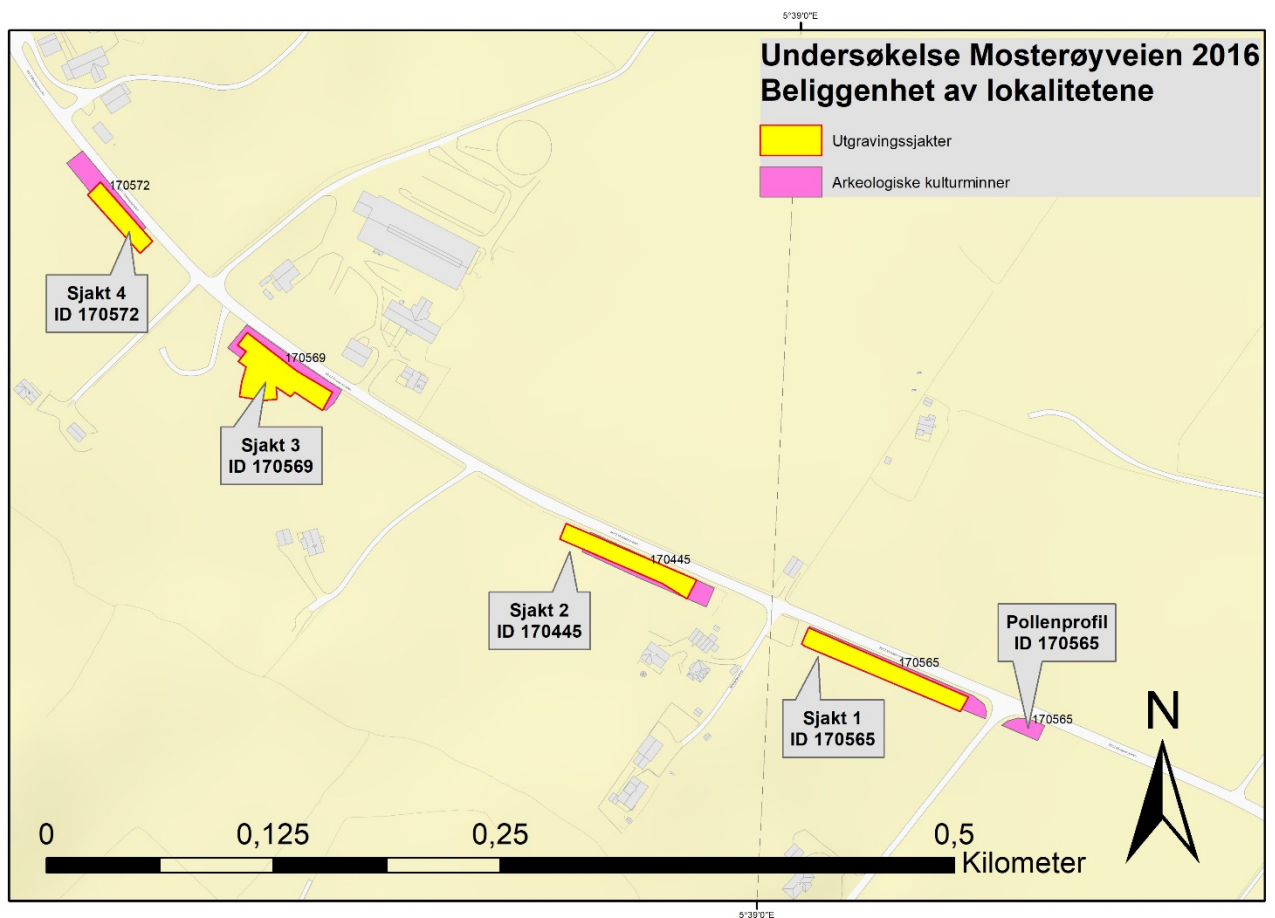 5°39'0"E
Undersøkelse Mosterøyveien 2016
Beliggenhet av lokalitetene
Utgravingssjakter
Arkeologiske kulturminner
170572
Sjakt 4
ID 170572
170569
Sjakt 3
ID 170569
170445
Sjakt 2
ID 170445
Pollenprofil
ID 170565
170565
170565
Sjakt 1
ID 170565
N
0
0,125
0,25
0,5
Kilometer
5°39'0"E